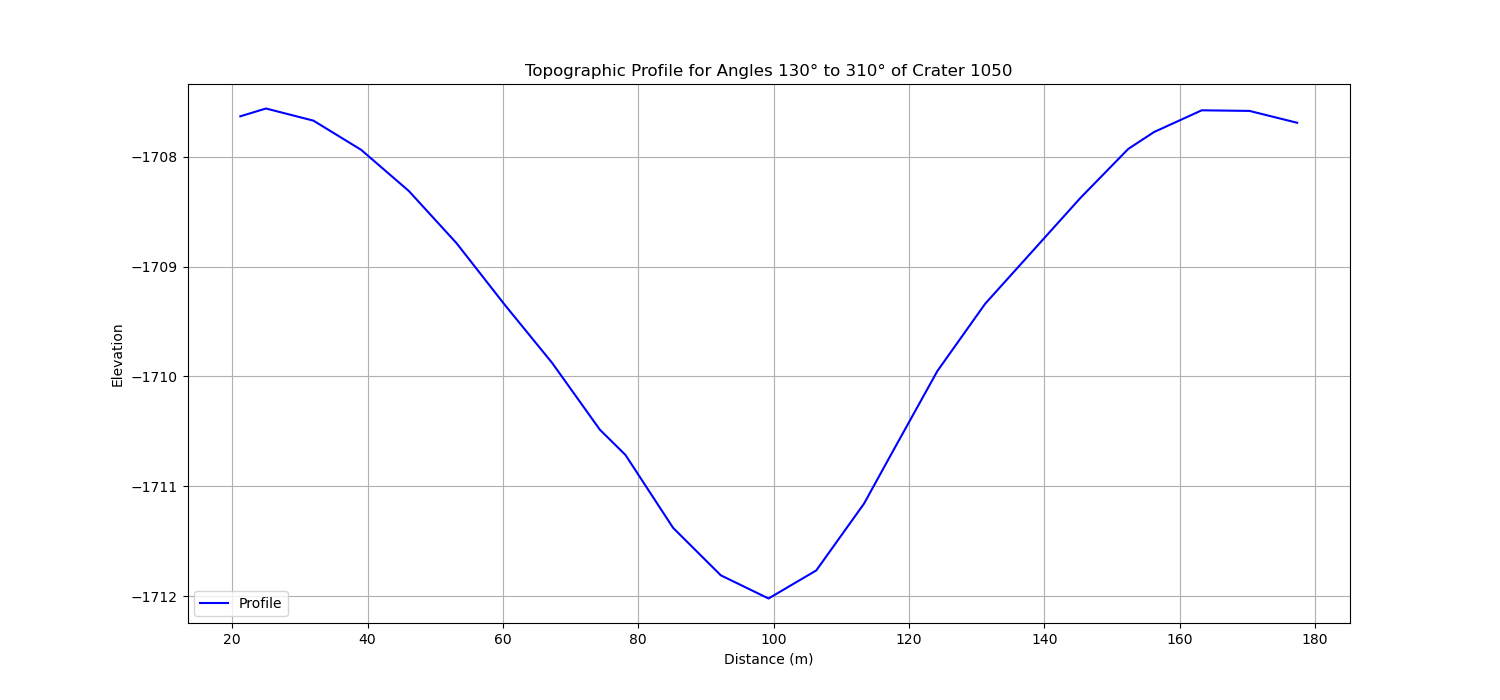 Topographic Profile for Angles 130° to 310° of Crater 1050
Elevation
−1708
−1709
−1710
−1711
−1712
Profile
20 40 60 80 100 120 140 160 180
Distance (m)